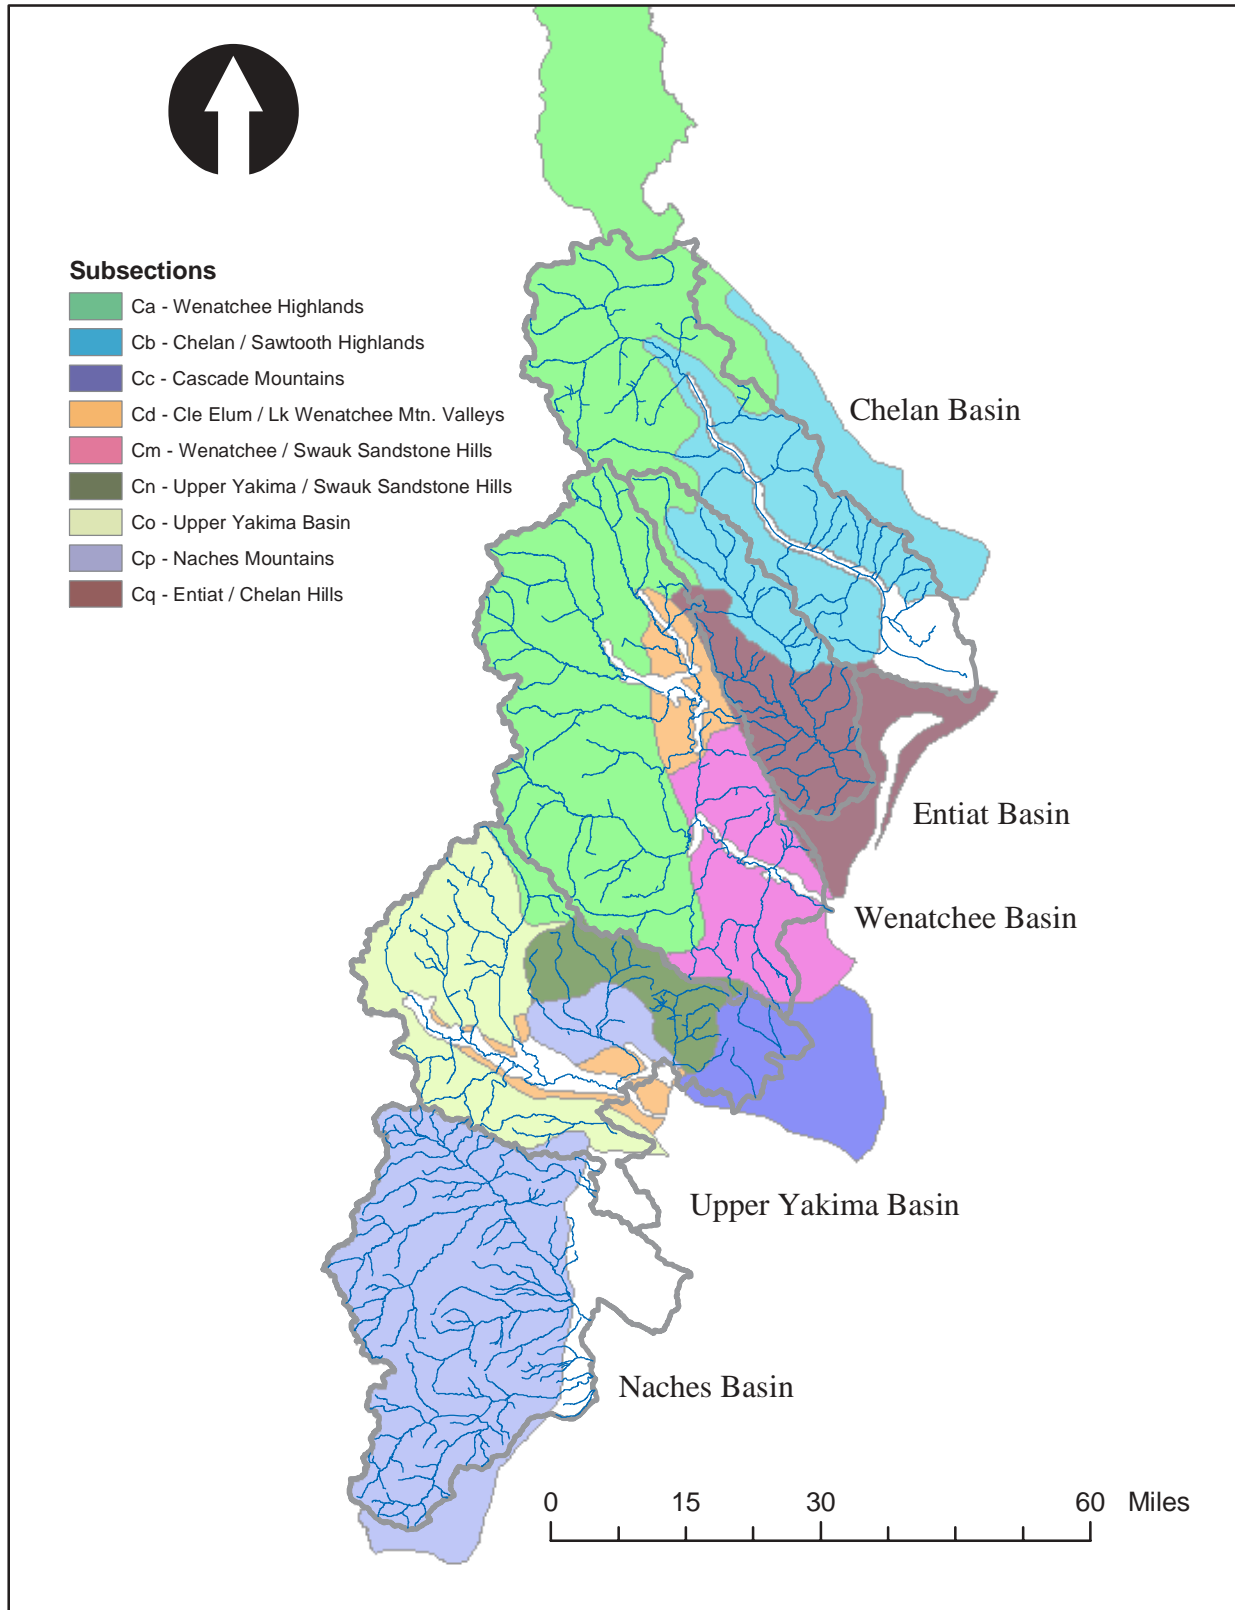 Subsections
Ca - Wenatchee Highlands
Cb - Chelan / Sawtooth Highlands
Cc - Cascade Mountains
Cd - Cle Elum / Lk Wenatchee Mtn. Valleys
Cm - Wenatchee / Swauk Sandstone Hills
Cn - Upper Yakima / Swauk Sandstone Hills
Co - Upper Yakima Basin
Cp - Naches Mountains
Cq - Entiat / Chelan Hills
Chelan Basin
Entiat Basin
Wenatchee Basin
Upper Yakima Basin
Naches Basin
0 15 30 60 Miles